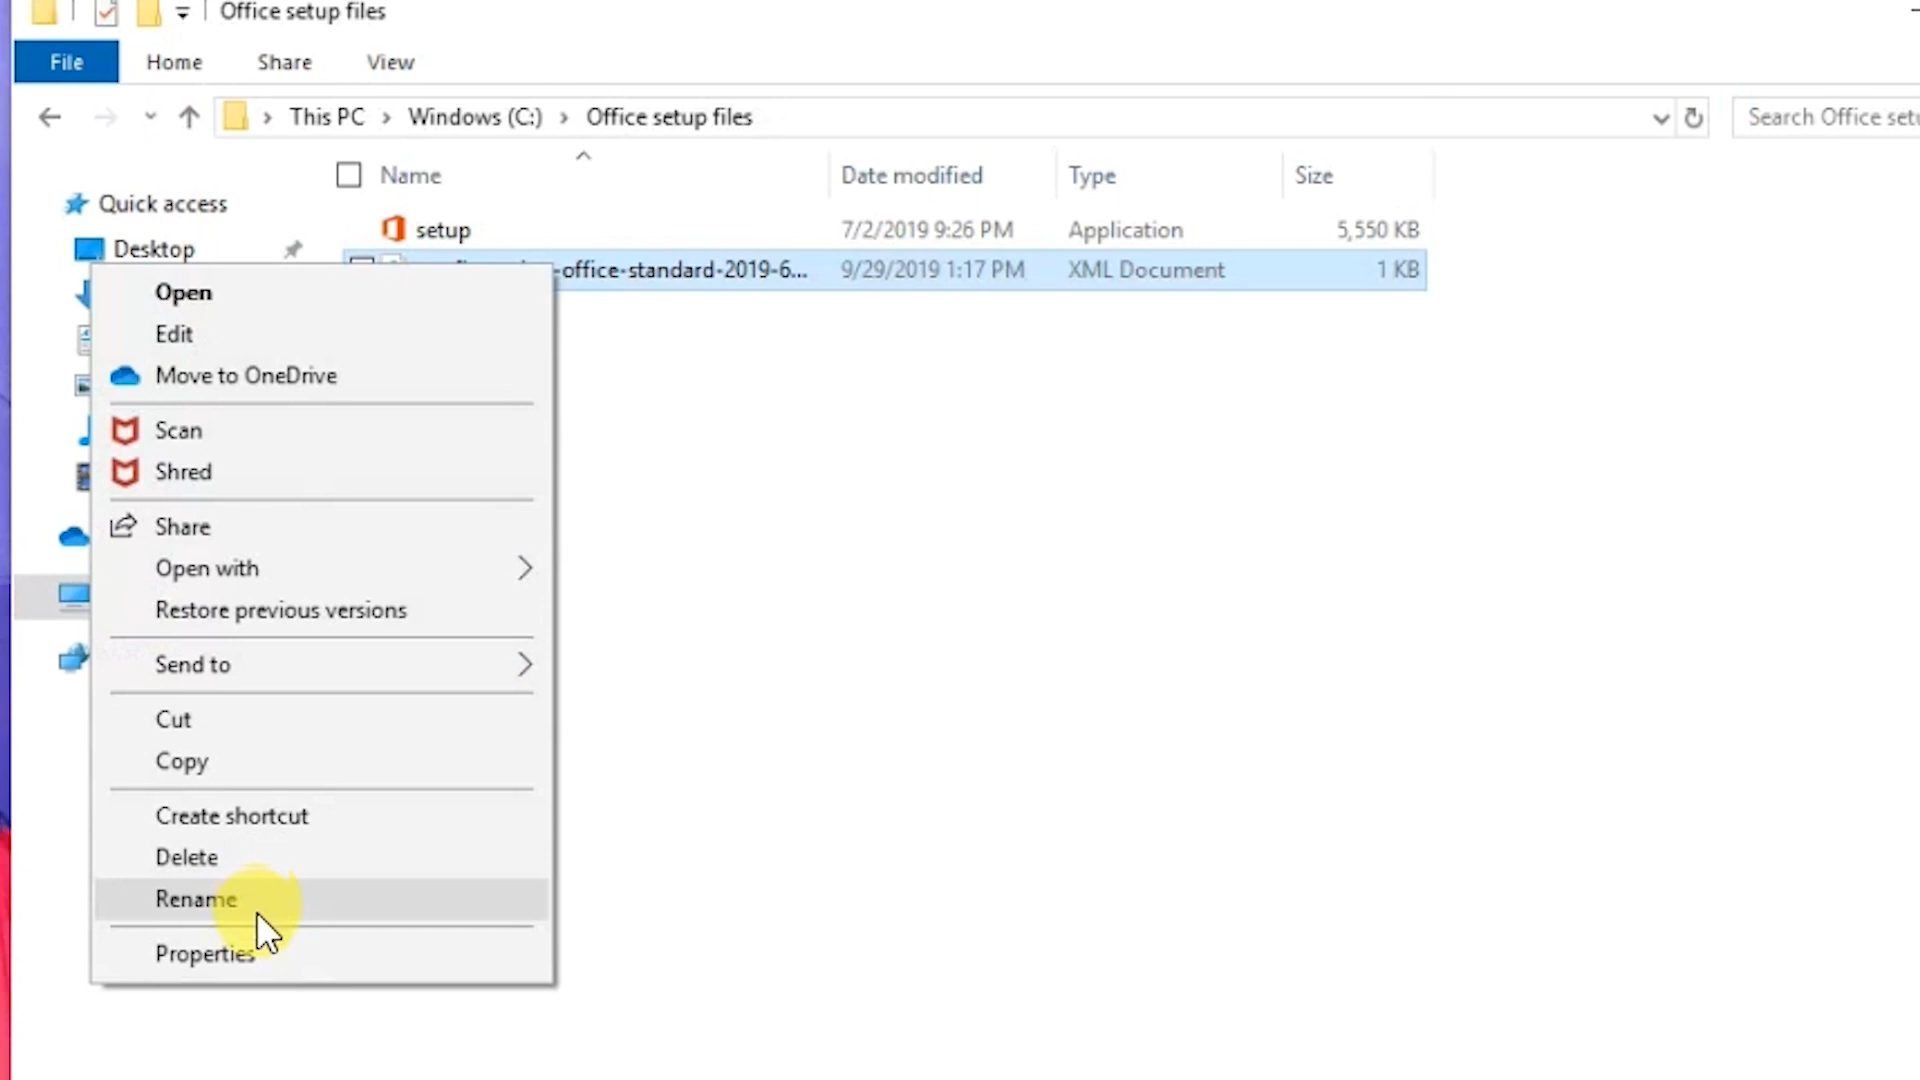 Office setup files
File Home Share View
This PC > Windows (C:) > Office setup files
Search Office setu
Name Date modified Type Size
Quick access
setup 7/2/2019 9:26 PM Application 5,550 KB
Desktop
-office-standard-2019-6... 9/29/2019 1:17 PM XML Document 1 KB
Open
Edit
Move to OneDrive
Scan
Shred
Share
Open with
Restore previous versions
Send to
Cut
Copy
Create shortcut
Delete
Rename
Properties